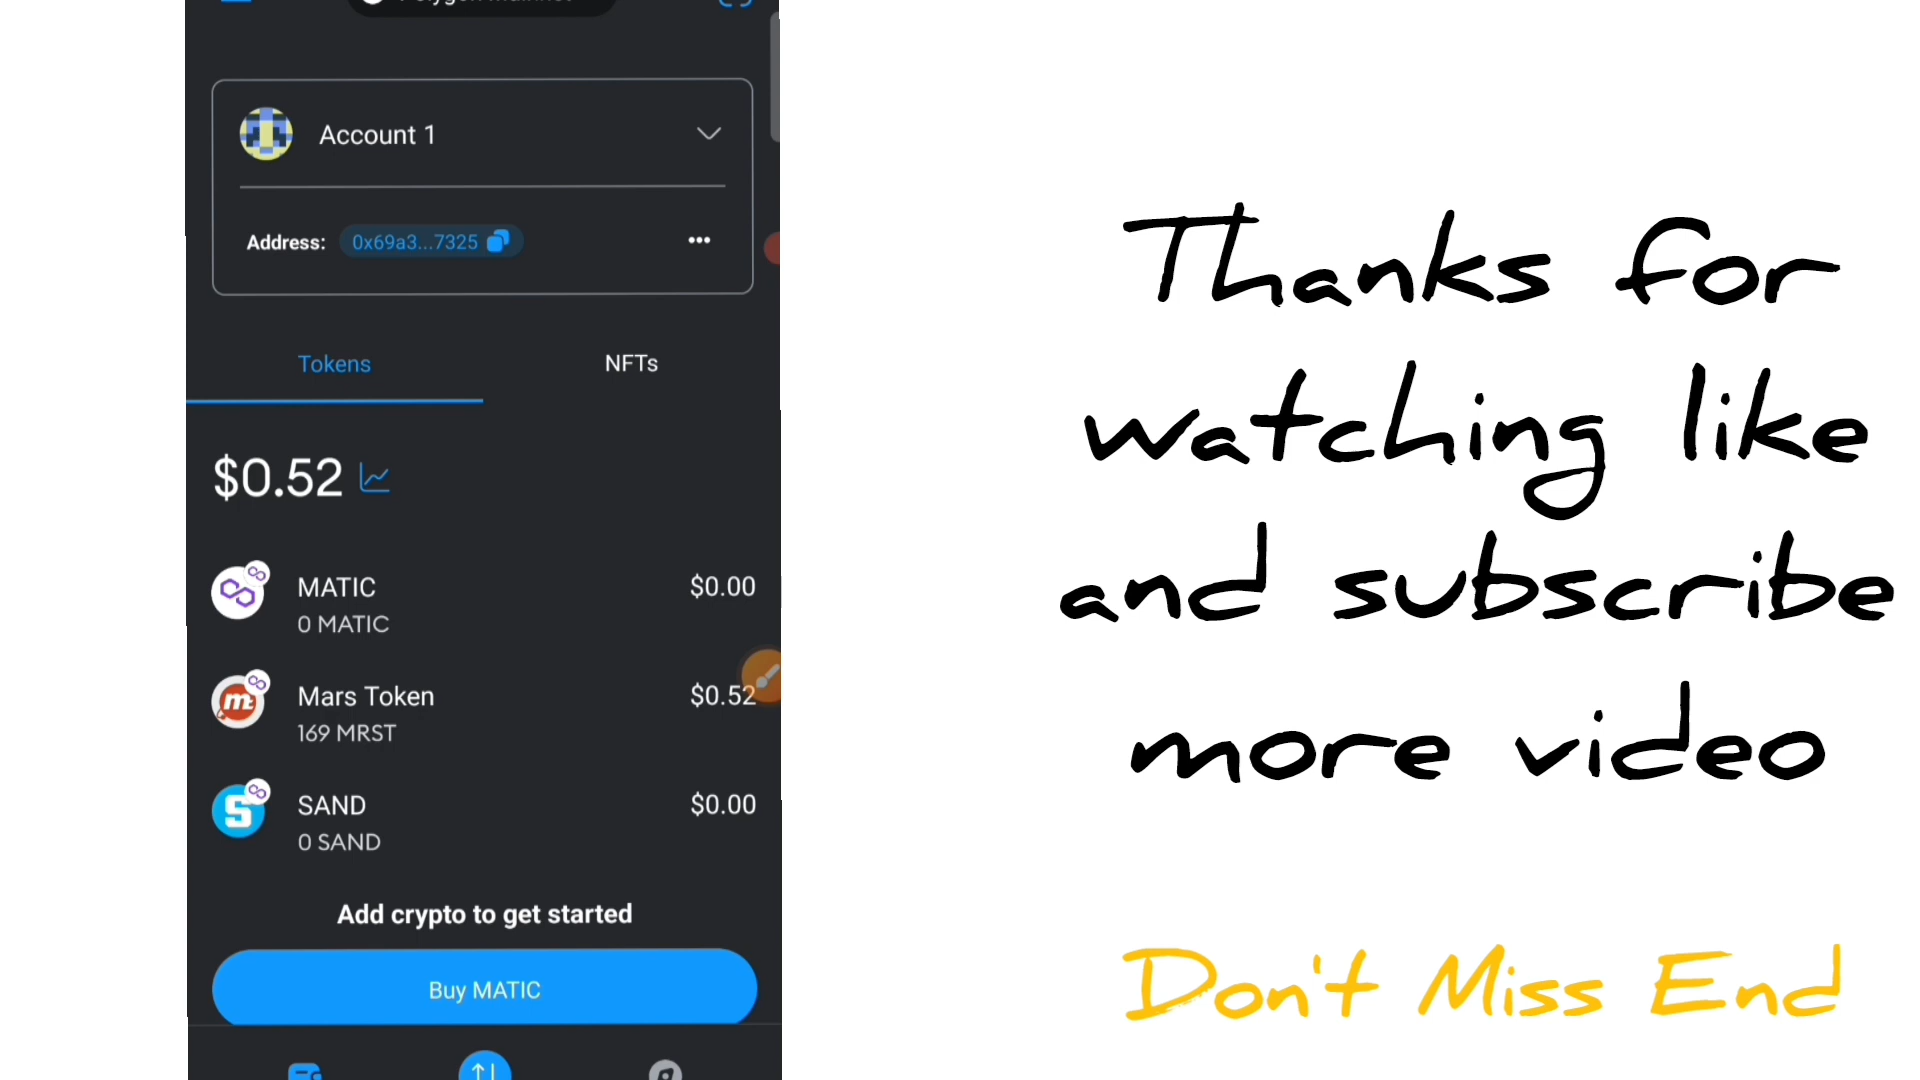 Account 1
Address: 0x69a3...7325
Tokens NFTs
$0.52
MATIC $0.00
0 MATIC
Mars Token $0.52
169 MRST
SAND $0.00
0 SAND
Add crypto to get started
Buy MATIC
Thanks for
watching like
and subscribe
more video
Don't Miss End